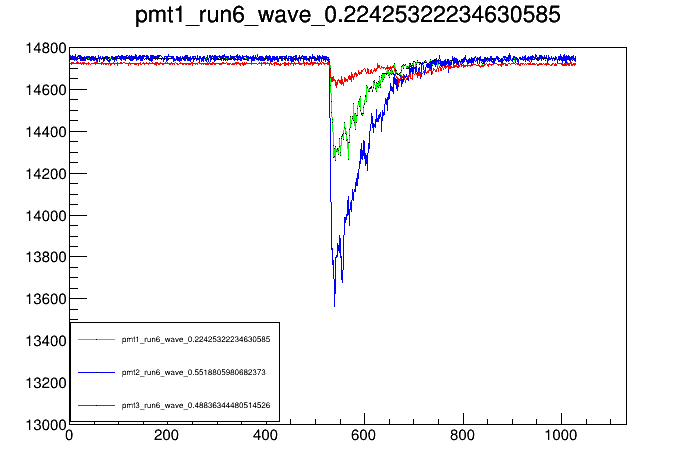 pmt1_run6_wave_0.22425322234630585
14800
14600
14400
14200
14000
13800
13600
13400
13200
13000
pmt1_run6_wave_0.22425322234630585
pmt2_run6_wave_0.5518805980682373
pmt3_run6_wave_0.48836344480514526
0 200 400 600 800 1000